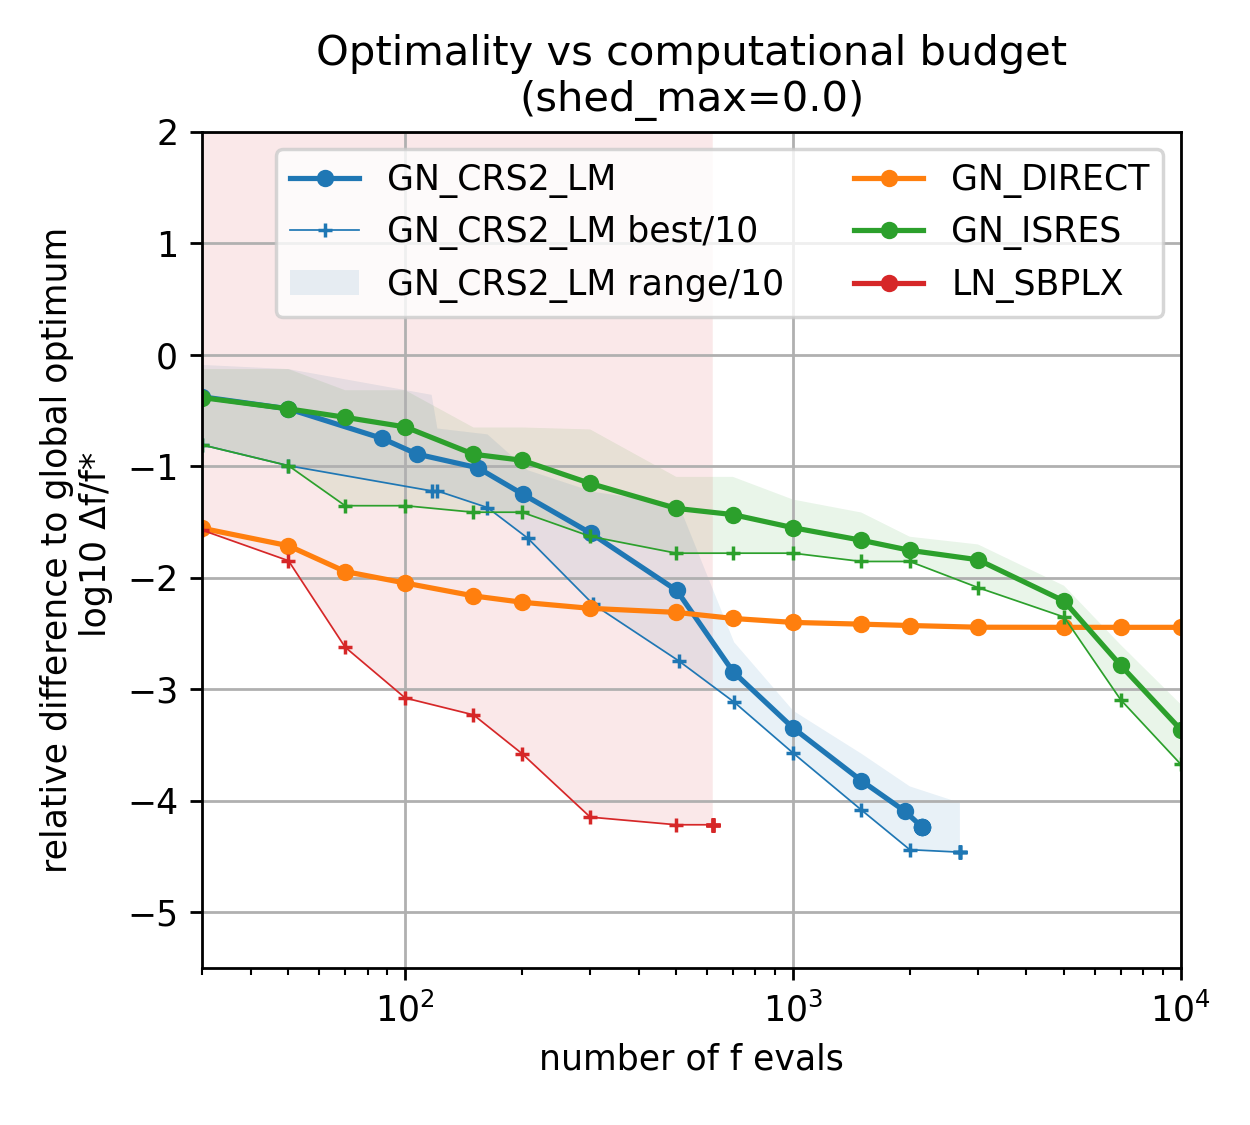 Optimality vs computational budget
(shed_max=0.0)
GN_CRS2_LM
GN_CRS2_LM best/10
GN_CRS2_LM range/10
GN_DIRECT
GN_ISRES
LN_SBPLX
relative difference to global optimum
log10 Δf/f*
2
1
0
−1
−2
−3
−4
−5
10²
10³
10⁴
number of f evals